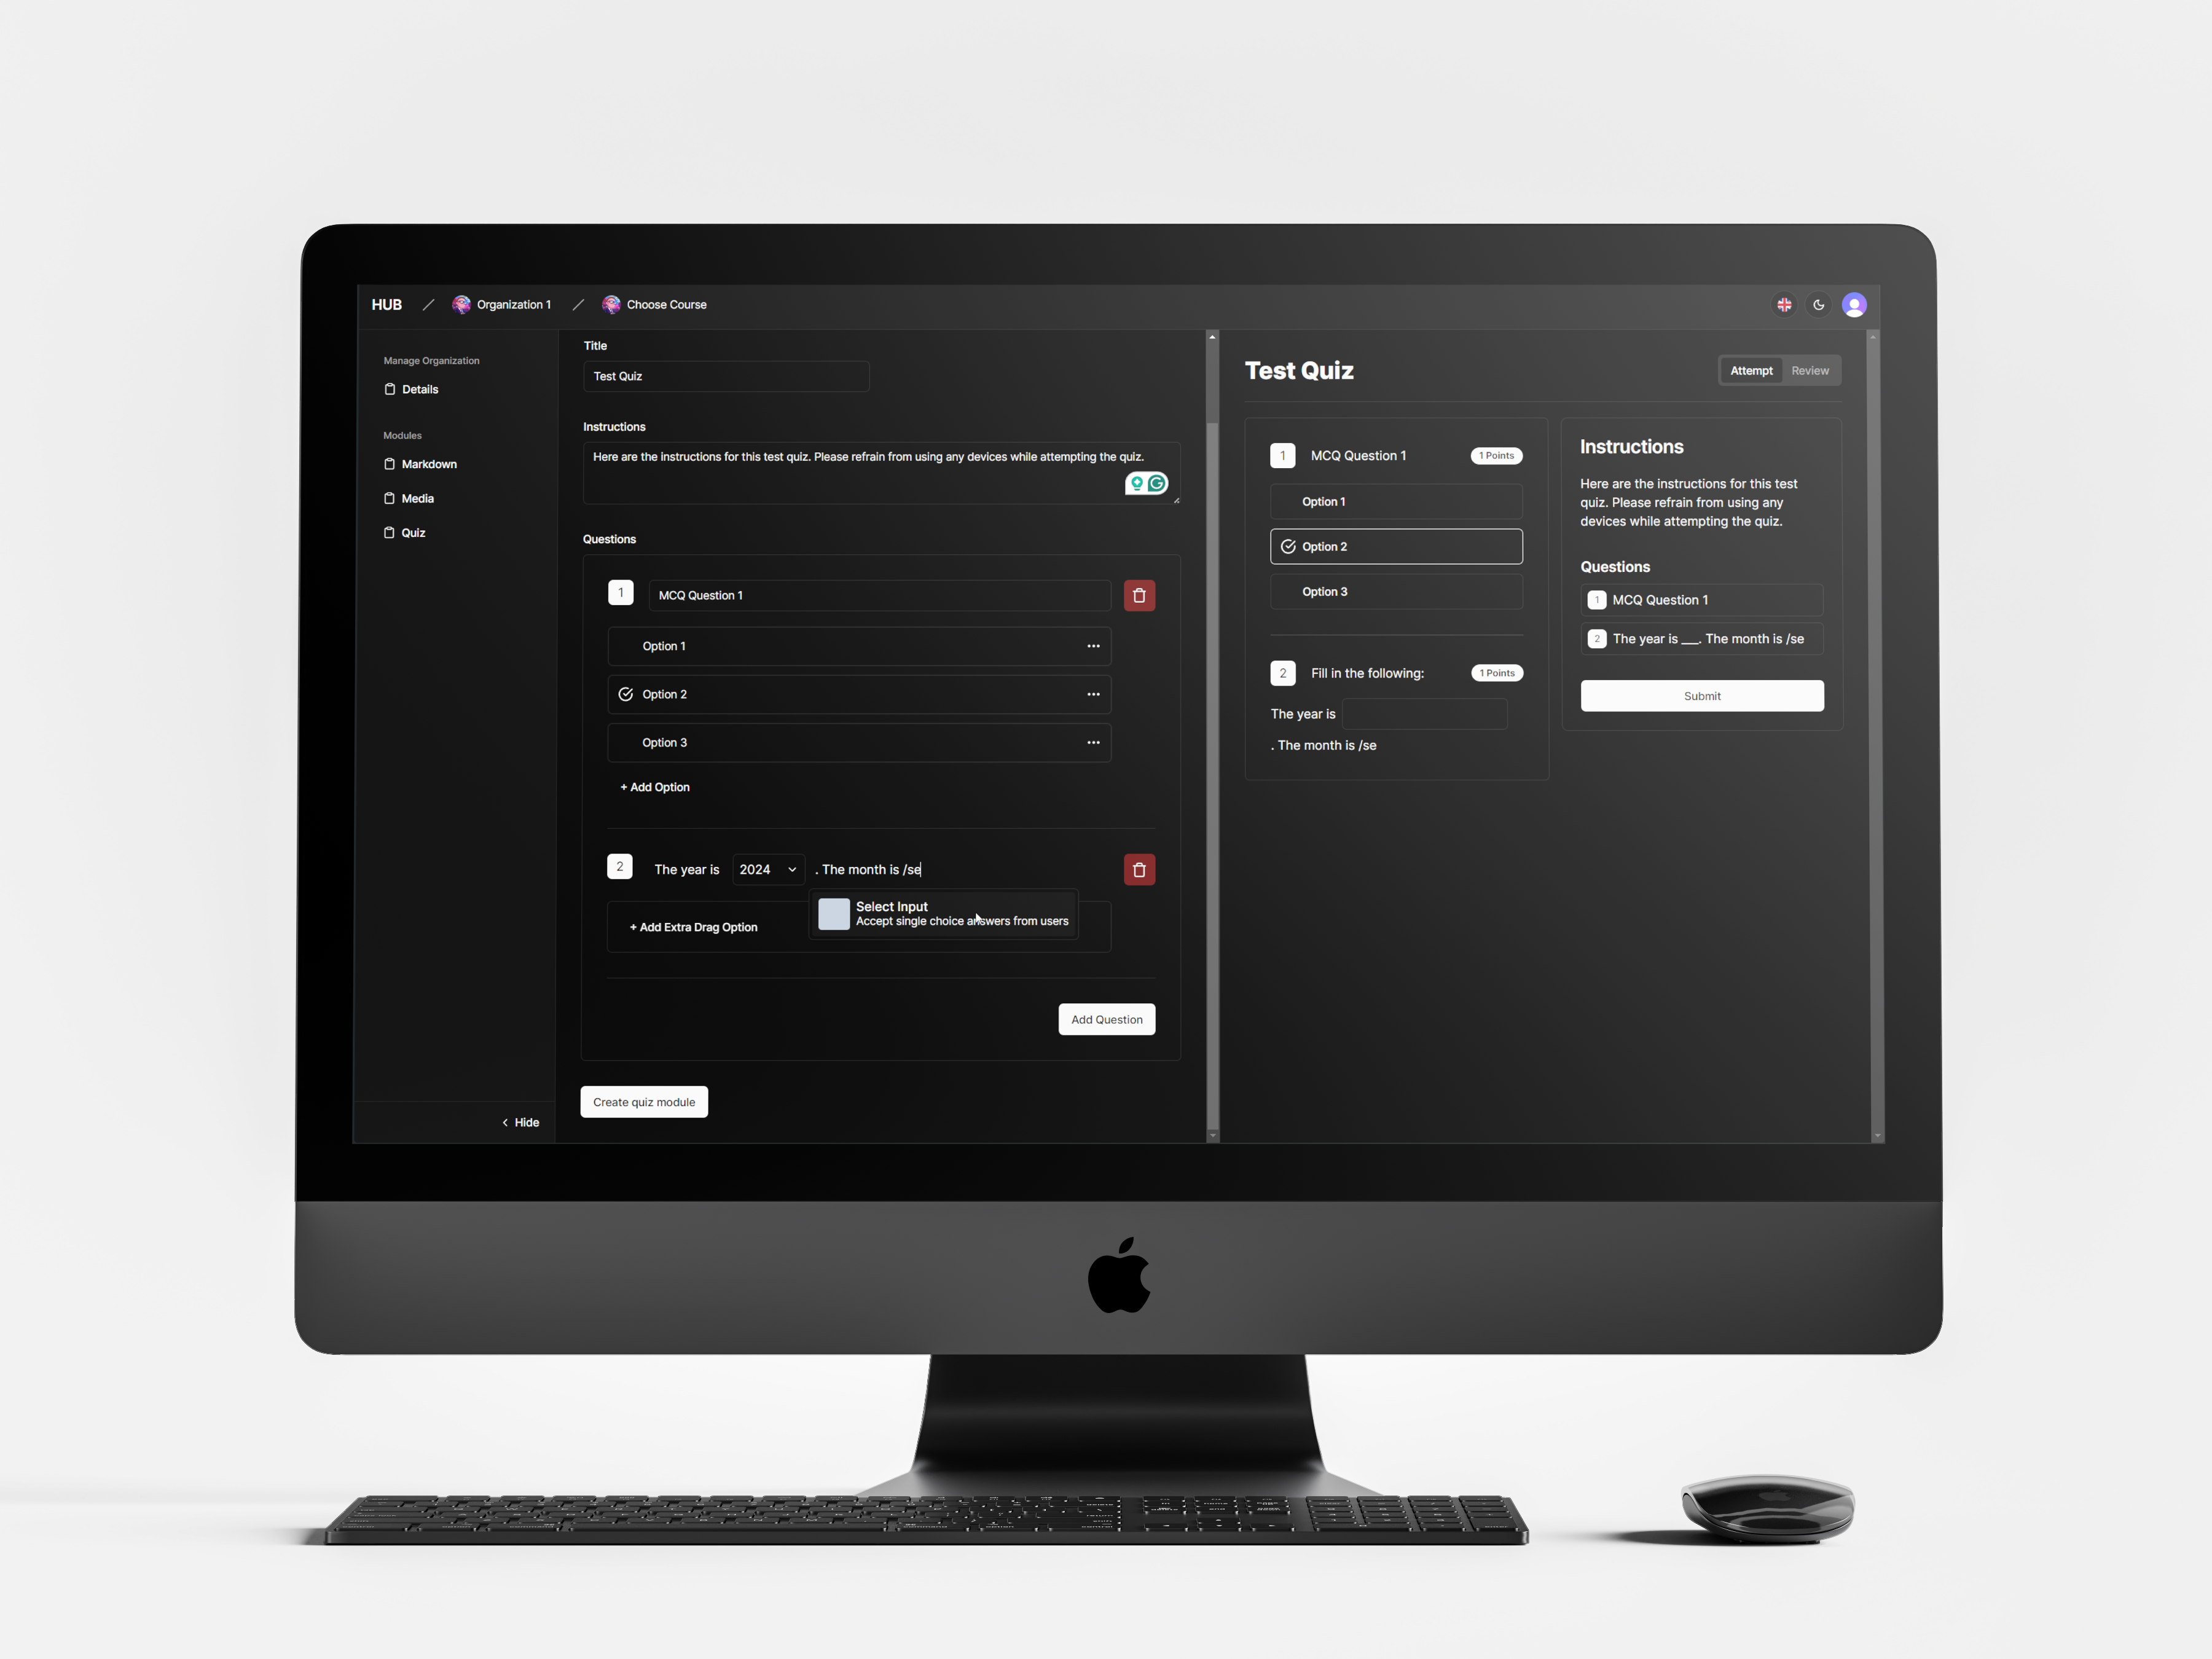 HUB
Organization 1
Choose Course
Manage Organization
Details
Modules
Markdown
Media
Quiz
Hide
Title
Test Quiz
Instructions
Here are the instructions for this test quiz. Please refrain from using any devices while attempting the quiz.
Questions
1
MCQ Question 1
Option 1
Option 2
Option 3
+ Add Option
2
The year is 2024 . The month is /se
Select Input
Accept single choice answers from users
+ Add Extra Drag Option
Add Question
Create quiz module
Test Quiz
Attempt
Review
1
MCQ Question 1
1 Points
Option 1
Option 2
Option 3
2
Fill in the following:
1 Points
The year is
. The month is /se
Instructions
Here are the instructions for this test
quiz. Please refrain from using any
devices while attempting the quiz.
Questions
1 MCQ Question 1
2 The year is ___. The month is /se
Submit